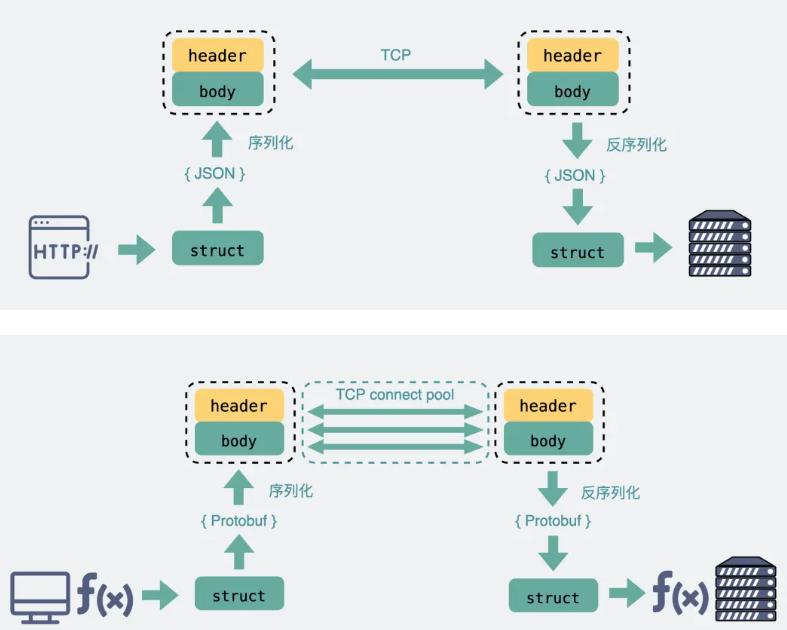 TCP
header
header
body
body
序列化
反序列化
{ JSON }
{ JSON }
HTTP://
struct
struct
TCP connect pool
header
header
body
body
序列化
反序列化
{ Protobuf }
{ Protobuf }
f(x)
struct
struct
f(x)